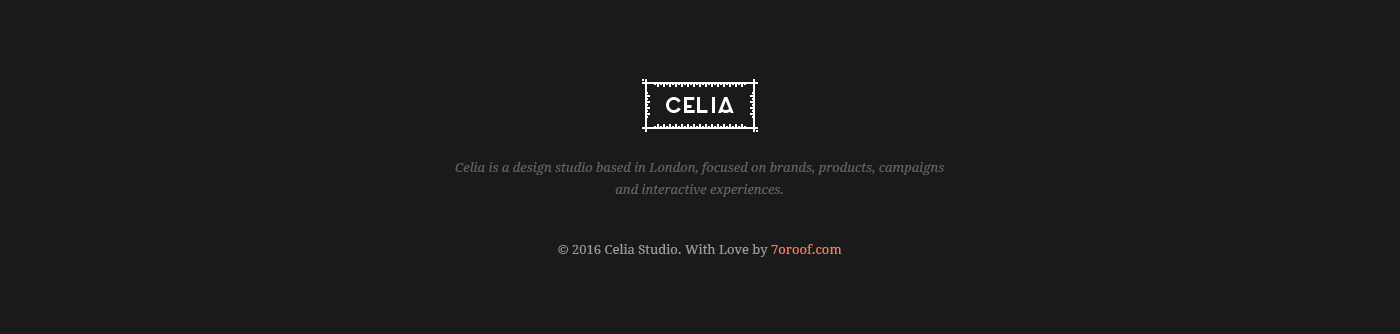 CELIA
Celia is a design studio based in London, focused on brands, products, campaigns
and interactive experiences.
© 2016 Celia Studio. With Love by 7oroof.com